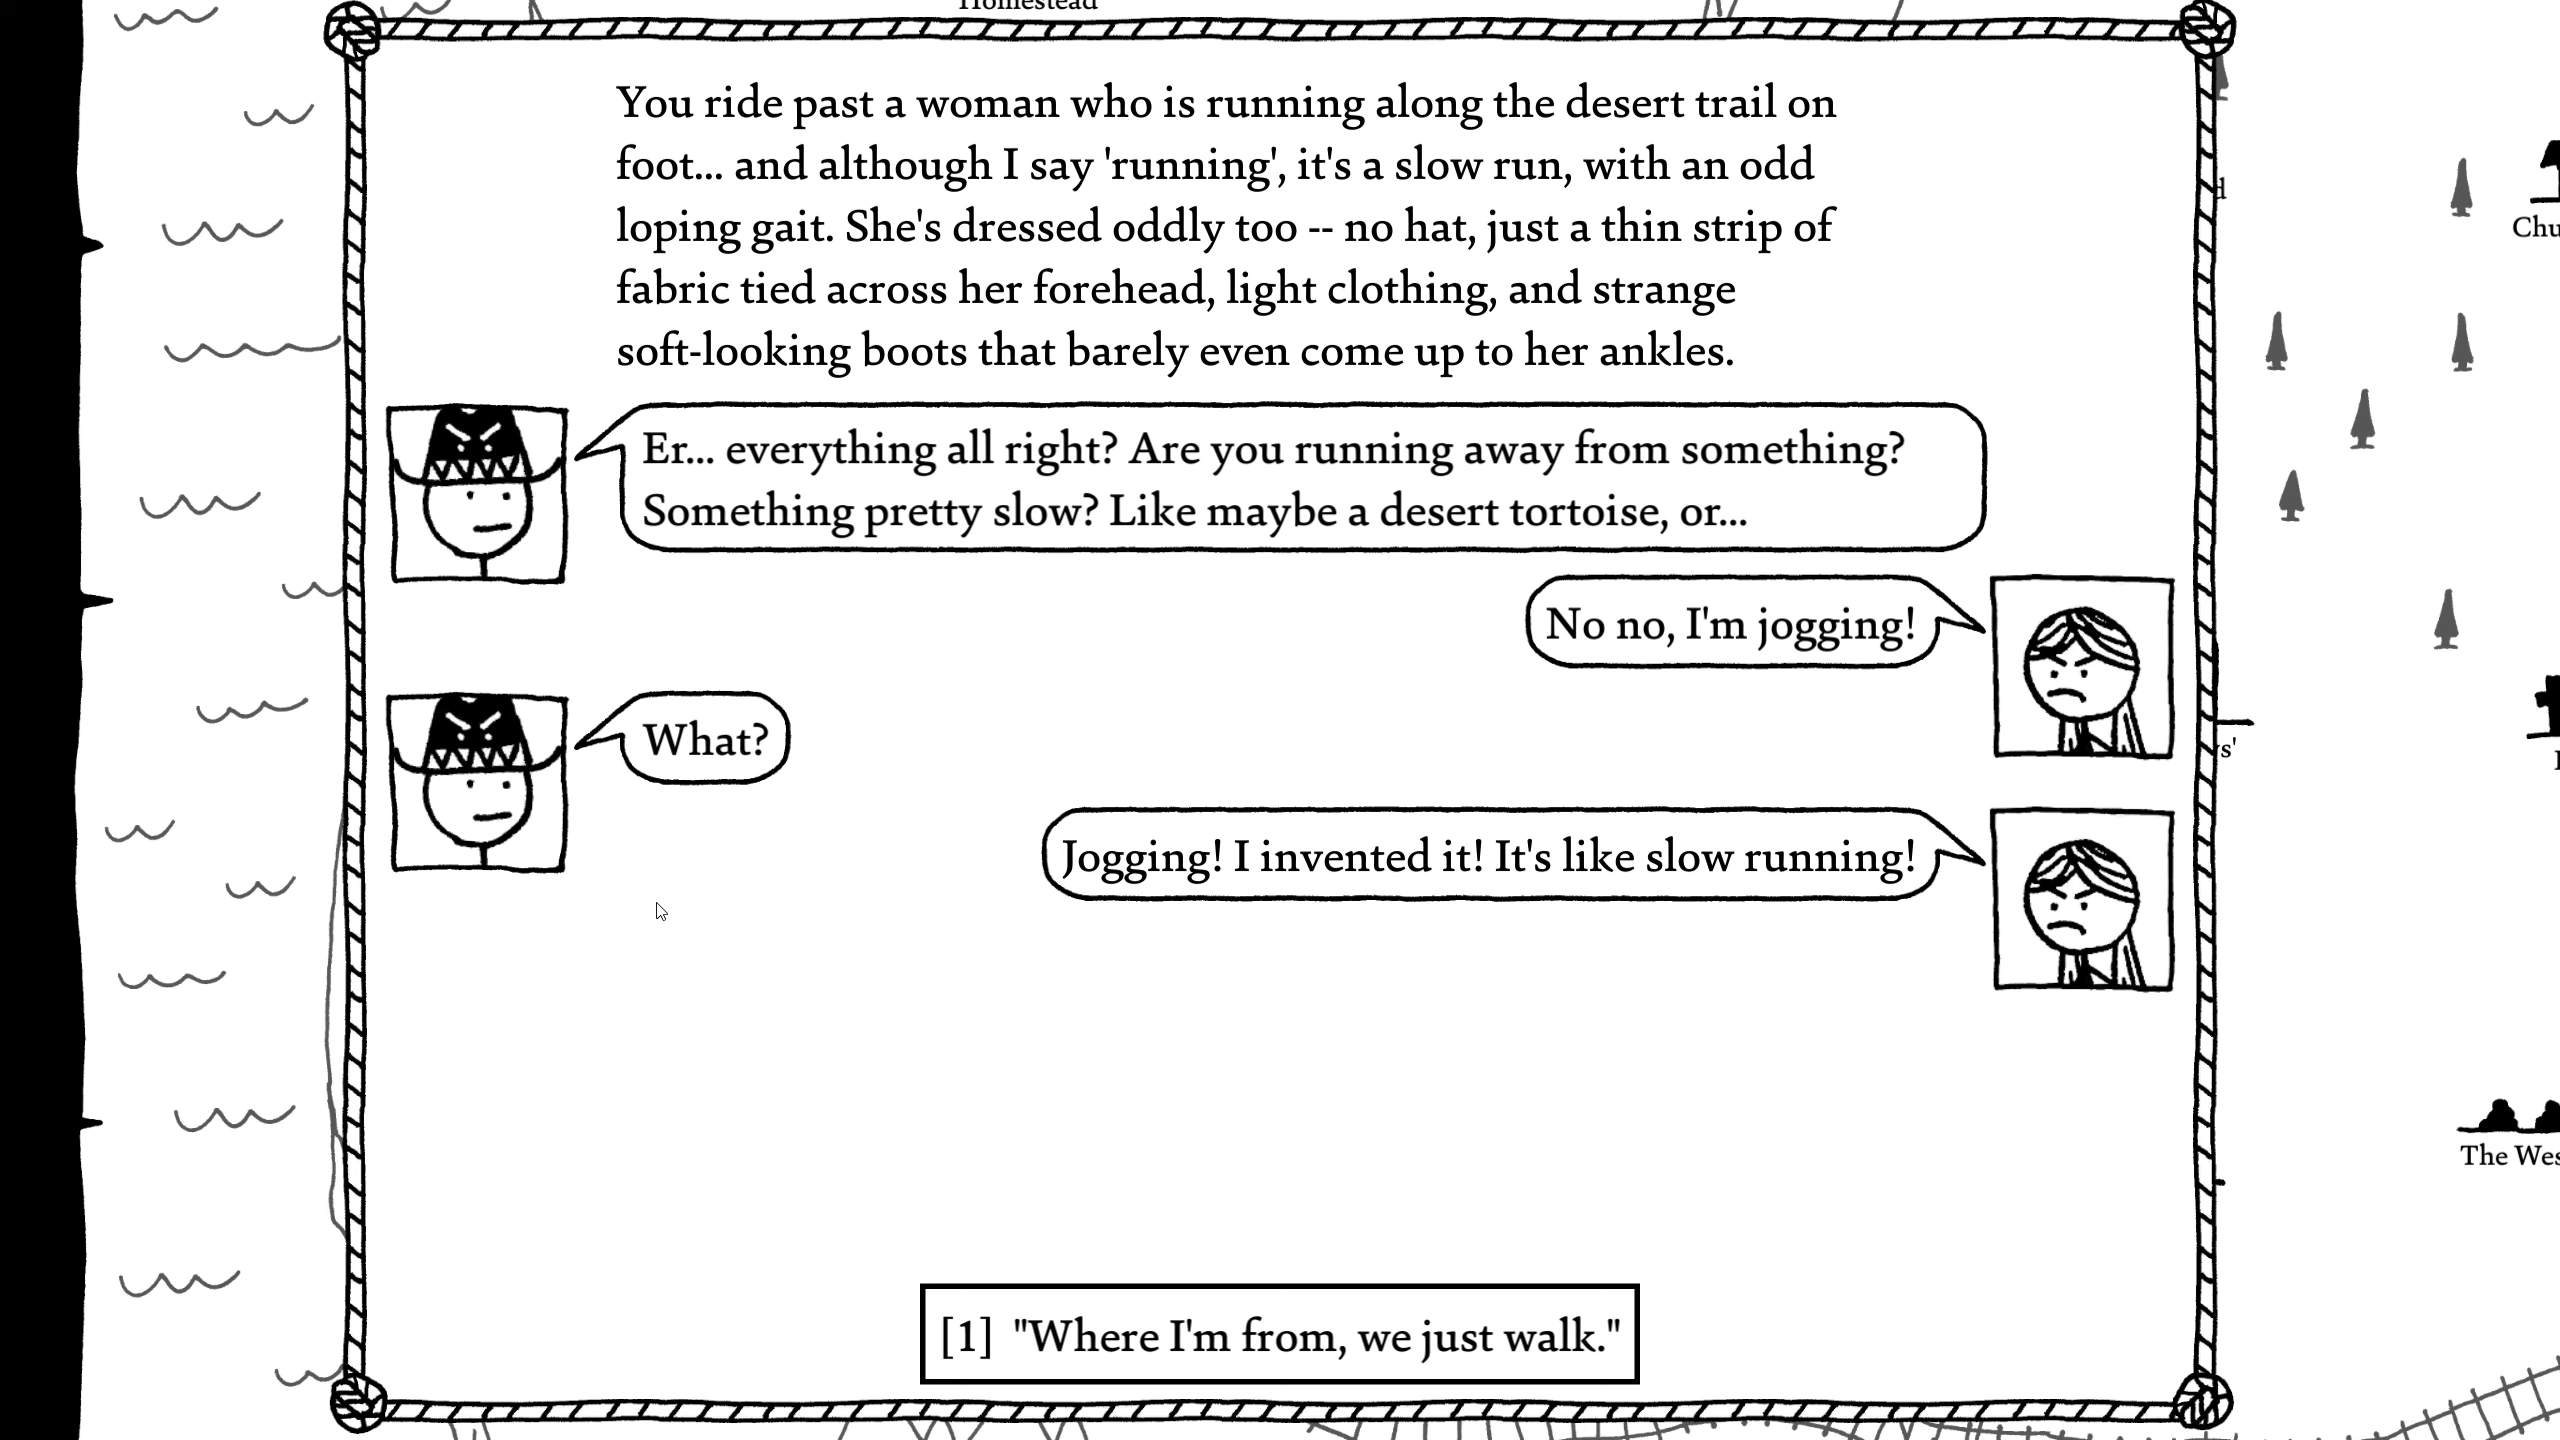 Homestead
You ride past a woman who is running along the desert trail on
foot... and although I say 'running', it's a slow run, with an odd
loping gait. She's dressed oddly too -- no hat, just a thin strip of
fabric tied across her forehead, light clothing, and strange
soft-looking boots that barely even come up to her ankles.
Er... everything all right? Are you running away from something?
Something pretty slow? Like maybe a desert tortoise, or...
No no, I'm jogging!
What?
Jogging! I invented it! It's like slow running!
[1] "Where I'm from, we just walk."
The Wes